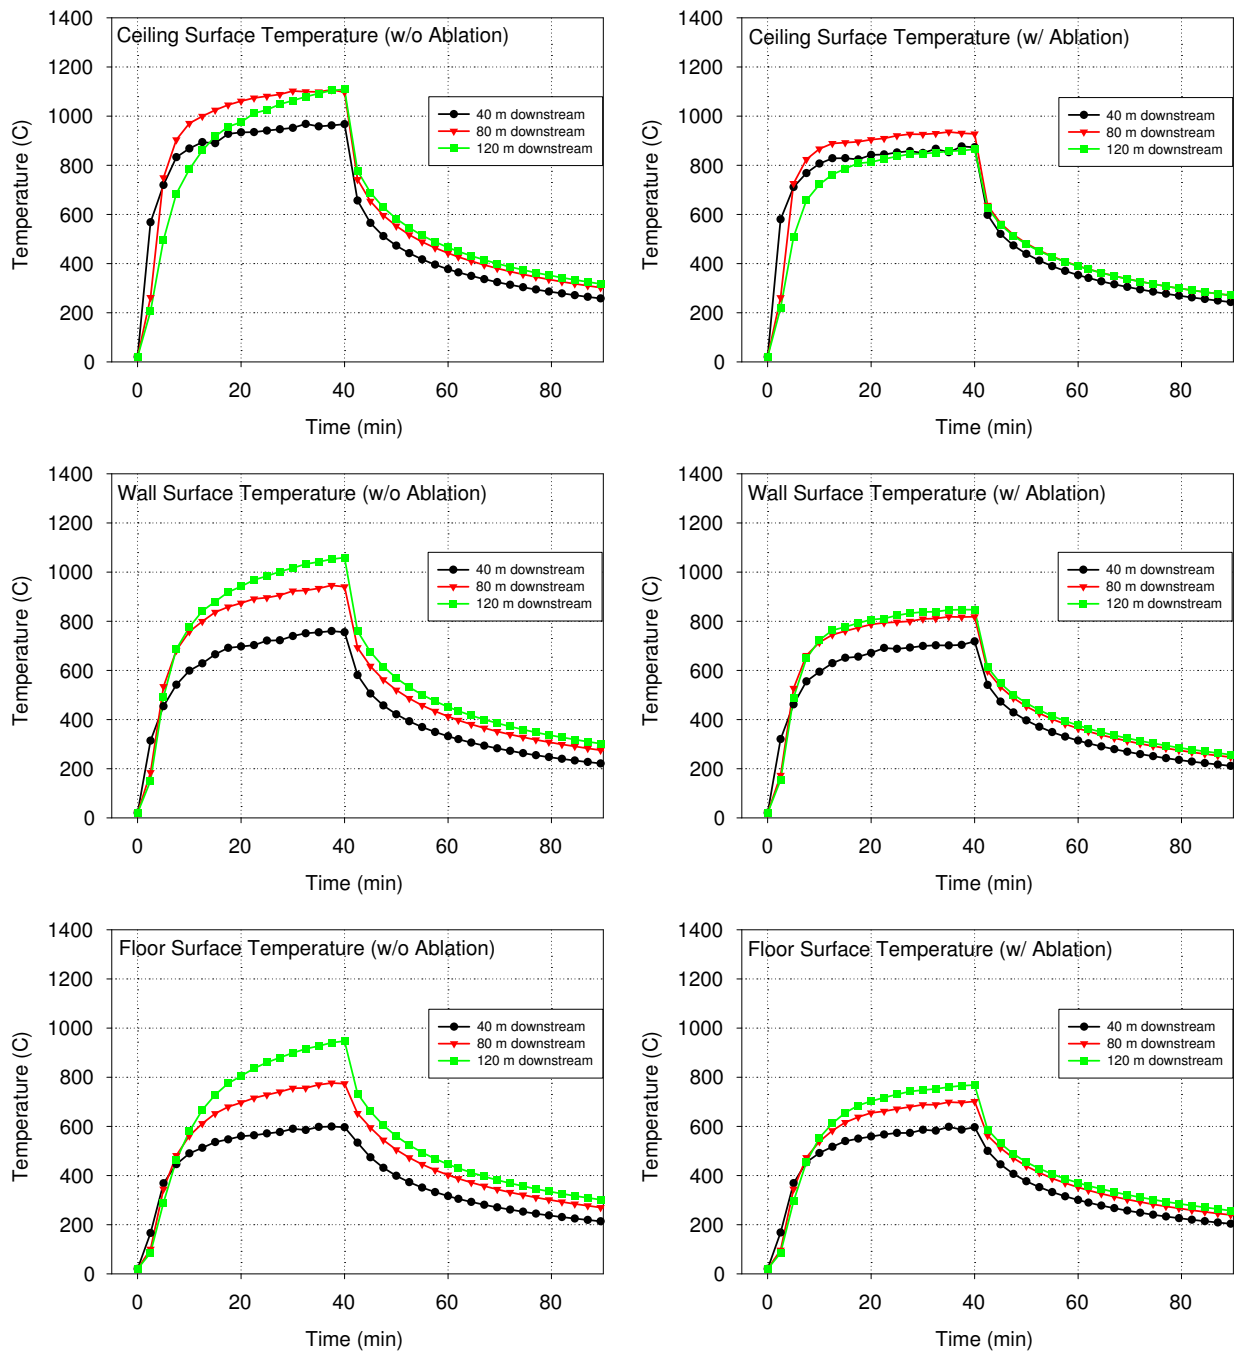 Ceiling Surface Temperature (w/o Ablation)
Temperature (C)
1400
1200
1000
800
600
400
200
0
40 m downstream
80 m downstream
120 m downstream
0 20 40 60 80
Time (min)
Ceiling Surface Temperature (w/ Ablation)
Temperature (C)
1400
1200
1000
800
600
400
200
0
40 m downstream
80 m downstream
120 m downstream
0 20 40 60 80
Time (min)
Wall Surface Temperature (w/o Ablation)
Temperature (C)
1400
1200
1000
800
600
400
200
0
40 m downstream
80 m downstream
120 m downstream
0 20 40 60 80
Time (min)
Wall Surface Temperature (w/ Ablation)
Temperature (C)
1400
1200
1000
800
600
400
200
0
40 m downstream
80 m downstream
120 m downstream
0 20 40 60 80
Time (min)
Floor Surface Temperature (w/o Ablation)
Temperature (C)
1400
1200
1000
800
600
400
200
0
40 m downstream
80 m downstream
120 m downstream
0 20 40 60 80
Time (min)
Floor Surface Temperature (w/ Ablation)
Temperature (C)
1400
1200
1000
800
600
400
200
0
40 m downstream
80 m downstream
120 m downstream
0 20 40 60 80
Time (min)